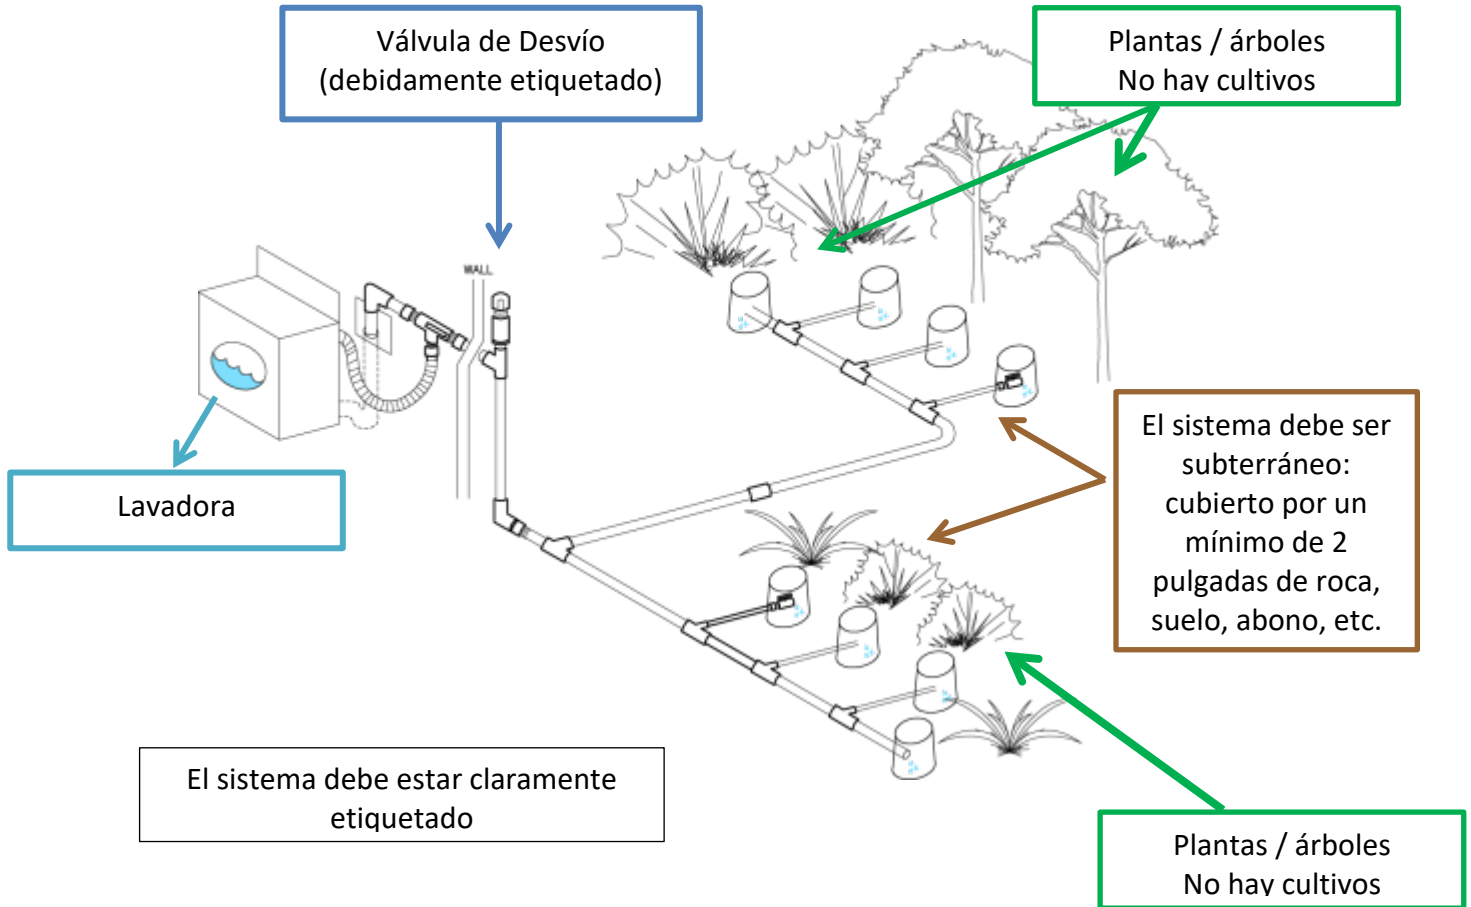 Válvula de Desvío
(debidamente etiquetado)
Plantas / árboles
No hay cultivos
WALL
Lavadora
El sistema debe ser
subterráneo:
cubierto por un
mínimo de 2
pulgadas de roca,
suelo, abono, etc.
El sistema debe estar claramente
etiquetado
Plantas / árboles
No hay cultivos